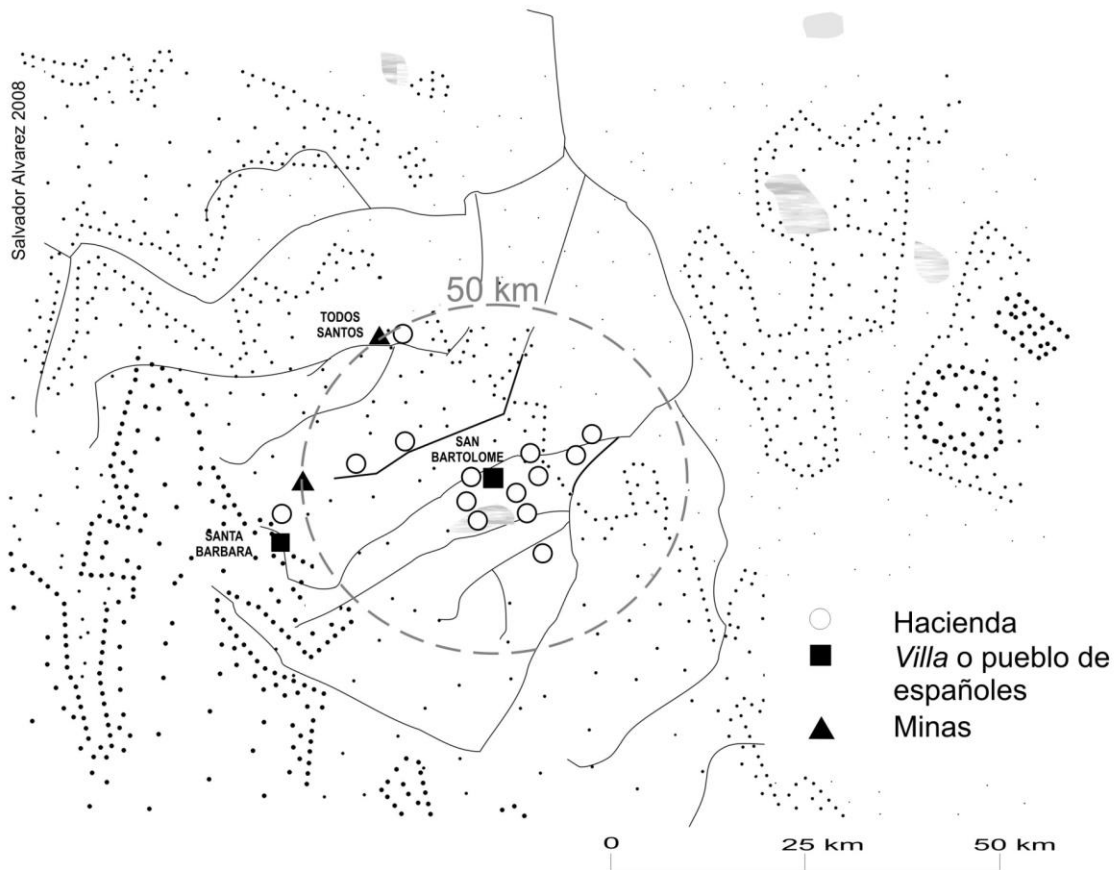 Salvador Alvarez 2008
50 km
TODOS
SANTOS
SAN
BARTOLOME
SANTA
BARBARA
Hacienda
Villa o pueblo de
españoles
Minas
0 25 km 50 km